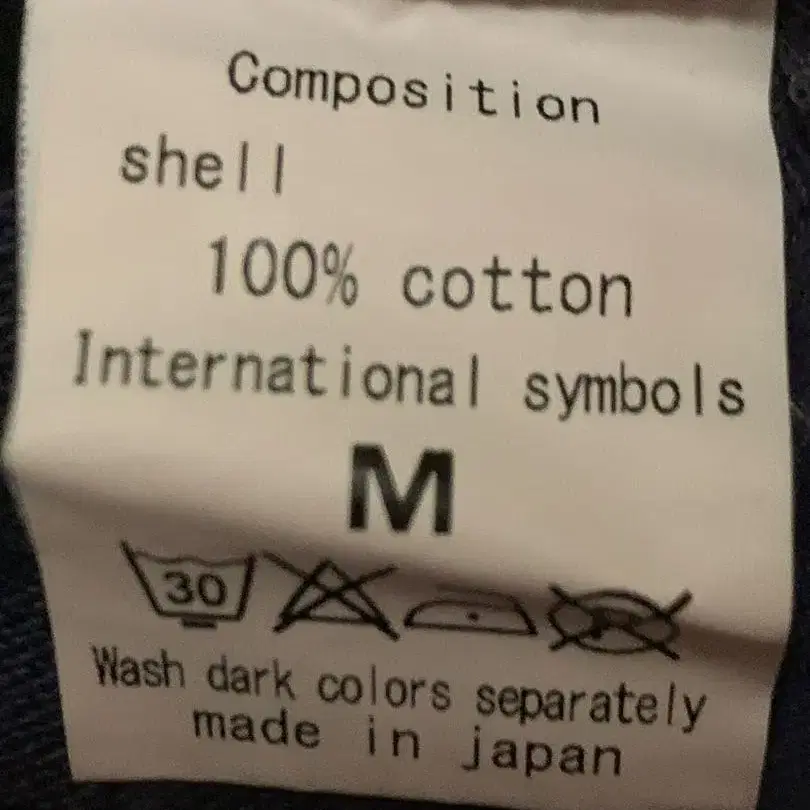 Composition
shell
100% cotton
International symbols
M
30
Wash dark colors separately
made in japan